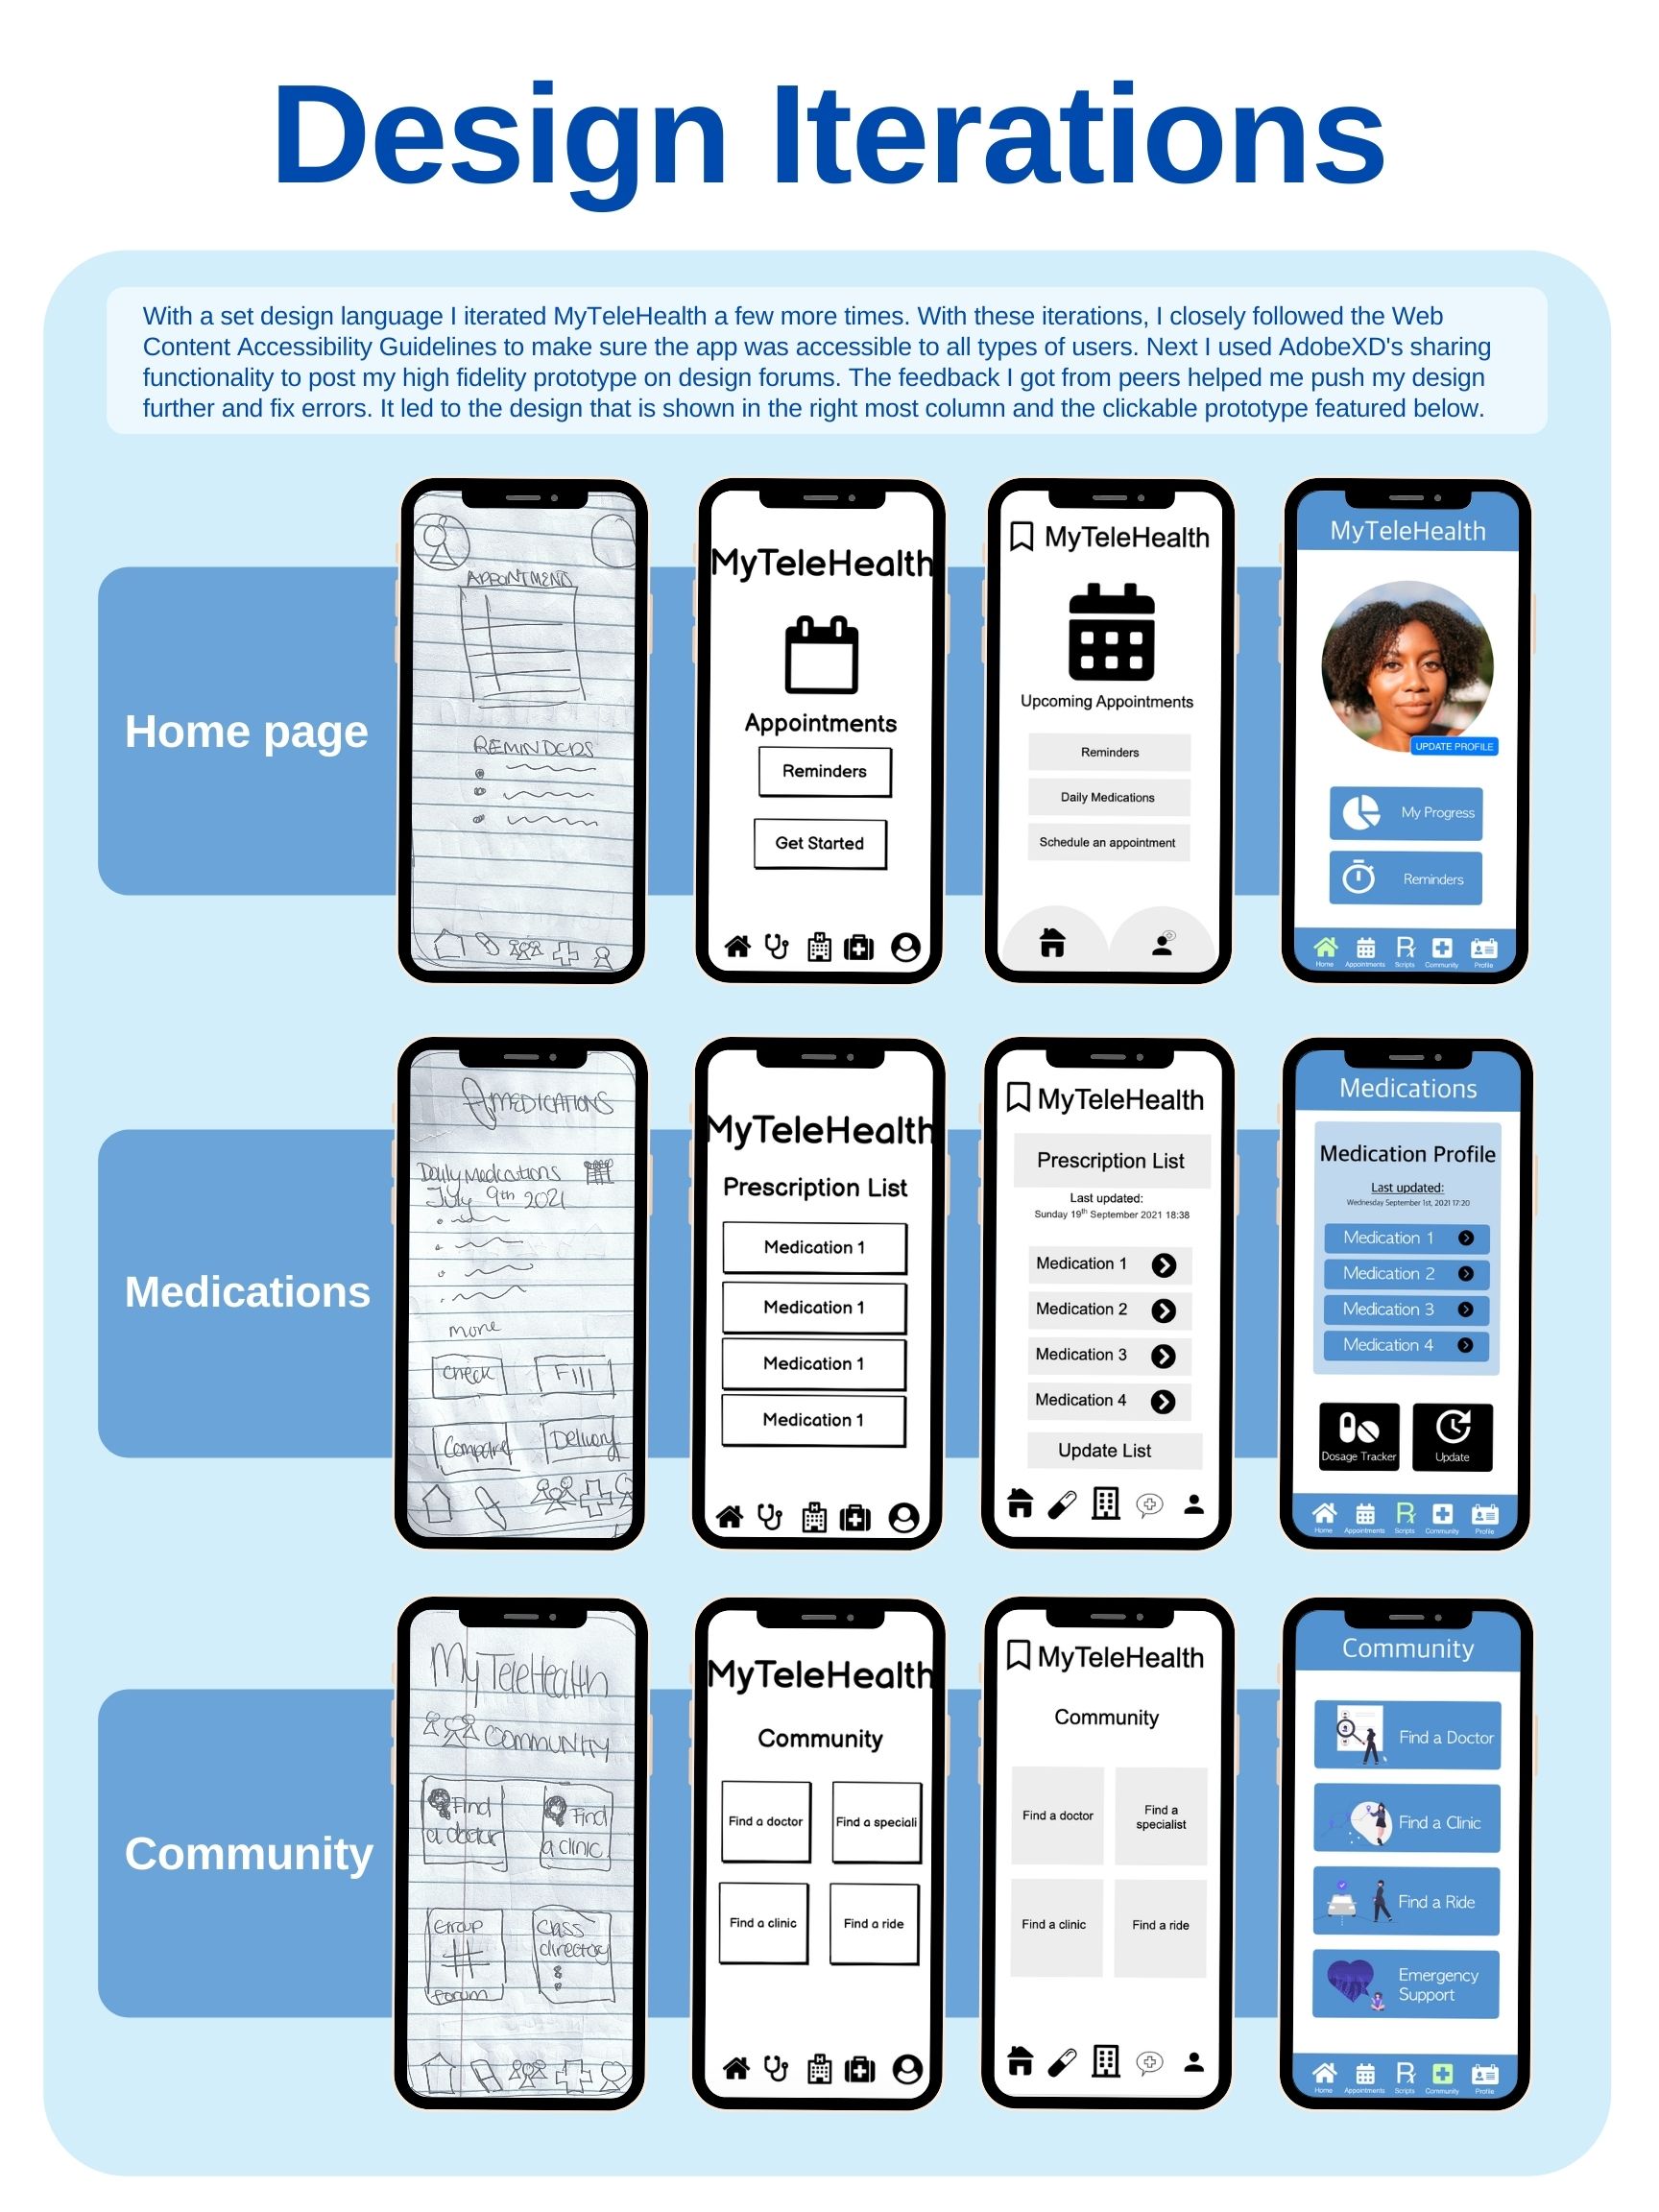 Design Iterations
With a set design language I iterated MyTeleHealth a few more times. With these iterations, I closely followed the Web
Content Accessibility Guidelines to make sure the app was accessible to all types of users. Next I used AdobeXD's sharing
functionality to post my high fidelity prototype on design forums. The feedback I got from peers helped me push my design
further and fix errors. It led to the design that is shown in the right most column and the clickable prototype featured below.
Home page
APPOINTMENTS
REMINDERS
MyTeleHealth
Appointments
Reminders
Get Started
MyTeleHealth
Upcoming Appointments
Reminders
Daily Medications
Schedule an appointment
MyTeleHealth
UPDATE PROFILE
My Progress
Reminders
Home Appointments Scripts Community Profile
Medications
MEDICATIONS
Daily Medications
July 9th 2021
more
Check Fill
Compare Delivery
MyTeleHealth
Prescription List
Medication 1
Medication 1
Medication 1
Medication 1
MyTeleHealth
Prescription List
Last updated:
Sunday 19th September 2021 18:38
Medication 1
Medication 2
Medication 3
Medication 4
Update List
Medications
Medication Profile
Last updated:
Wednesday September 1st, 2021 17:20
Medication 1
Medication 2
Medication 3
Medication 4
Dosage Tracker Update
Home Appointments Scripts Community Profile
Community
MyTeleHealth
COMMUNITY
Find Find
a doctor a clinic
Group Class
# directory
Forum
MyTeleHealth
Community
Find a doctor Find a speciali
Find a clinic Find a ride
MyTeleHealth
Community
Find a doctor Find a
specialist
Find a clinic Find a ride
Community
Find a Doctor
Find a Clinic
Find a Ride
Emergency
Support
Home Appointments Scripts Community Profile